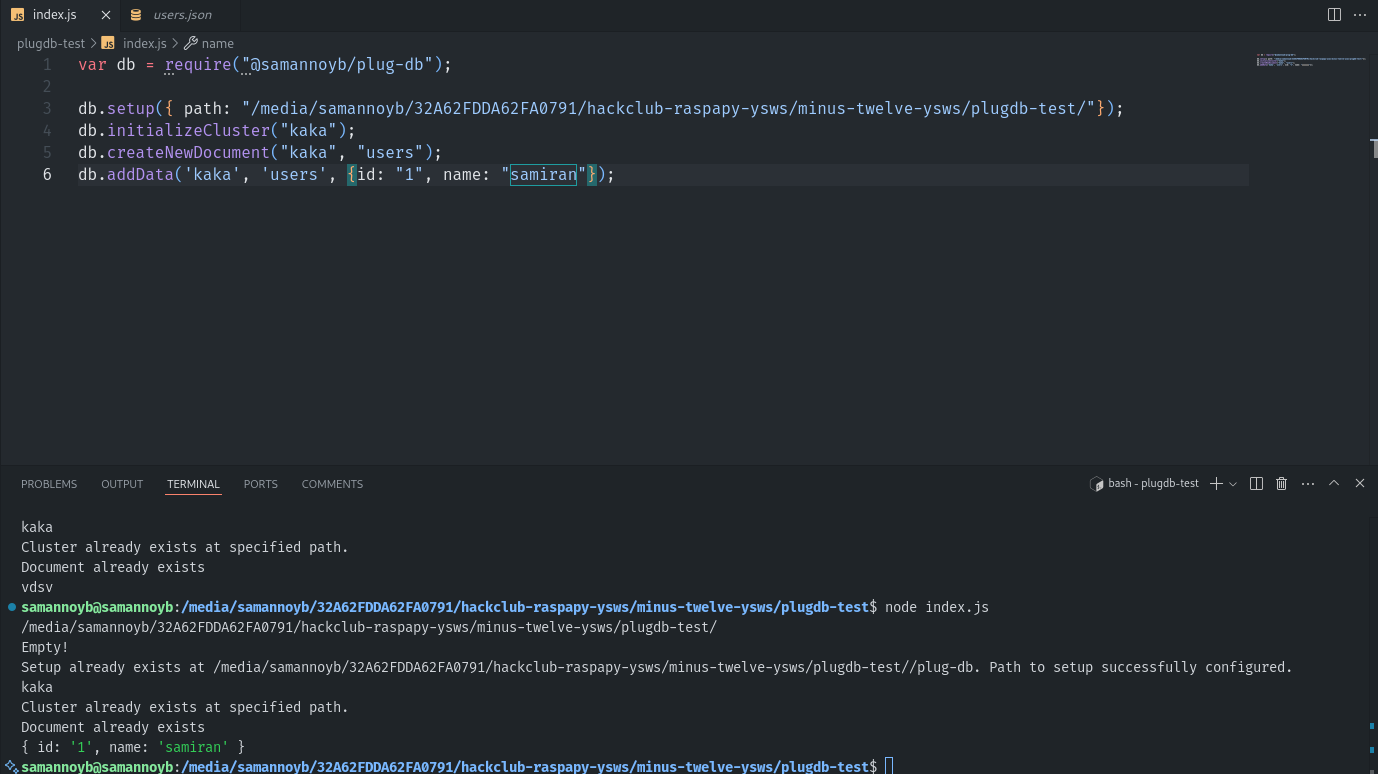 index.js
users.json
plugdb-test > index.js > name
1 var db = require("@samannoyb/plug-db");
2
3 db.setup({ path: "/media/samannoyb/32A62FDDA62FA0791/hackclub-raspapy-ysws/minus-twelve-ysws/plugdb-test/"});
4 db.initializeCluster("kaka");
5 db.createNewDocument("kaka", "users");
6 db.addData('kaka', 'users', {id: "1", name: "samiran"});
PROBLEMS OUTPUT TERMINAL PORTS COMMENTS
bash - plugdb-test
kaka
Cluster already exists at specified path.
Document already exists
vdsv
samannoyb@samannoyb:/media/samannoyb/32A62FDDA62FA0791/hackclub-raspapy-ysws/minus-twelve-ysws/plugdb-test$ node index.js
/media/samannoyb/32A62FDDA62FA0791/hackclub-raspapy-ysws/minus-twelve-ysws/plugdb-test/
Empty!
Setup already exists at /media/samannoyb/32A62FDDA62FA0791/hackclub-raspapy-ysws/minus-twelve-ysws/plugdb-test//plug-db. Path to setup successfully configured.
kaka
Cluster already exists at specified path.
Document already exists
{ id: '1', name: 'samiran' }
samannoyb@samannoyb:/media/samannoyb/32A62FDDA62FA0791/hackclub-raspapy-ysws/minus-twelve-ysws/plugdb-test$